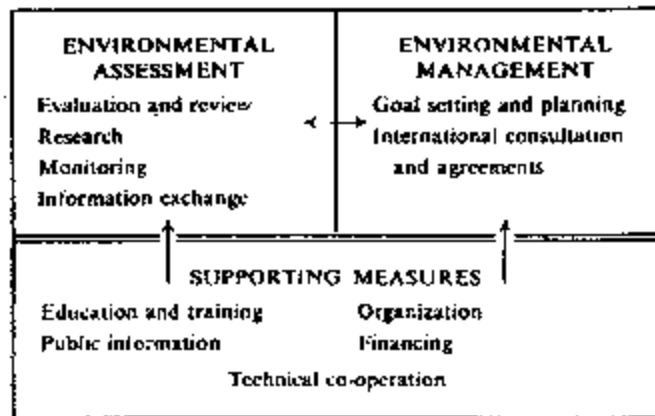 ENVIRONMENTAL
ASSESSMENT
Evaluation and review
Research
Monitoring
Information exchange
ENVIRONMENTAL
MANAGEMENT
Goal setting and planning
International consultation
and agreements
SUPPORTING MEASURES
Education and training
Public information
Organization
Financing
Technical co-operation